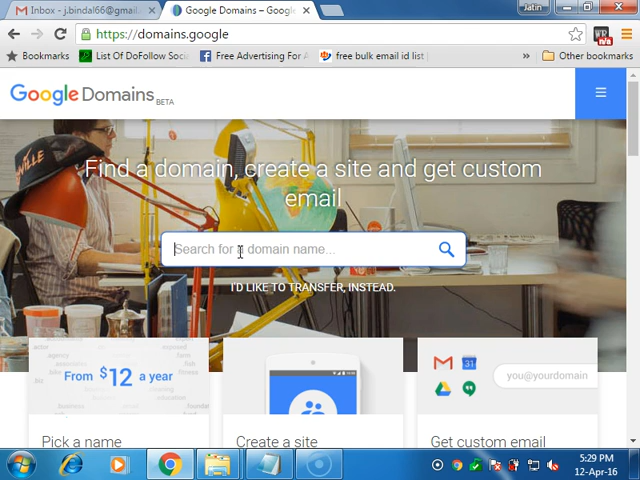 Inbox - j.bindal66@gmail
Google Domains – Goog
Jatin
https://domains.google
Bookmarks
List Of DoFollow Soci
Free Advertising For
free bulk email id list
»
Other bookmarks
Google Domains BETA
Find a domain, create a site and get custom
email
Search for a domain name...
I'D LIKE TO TRANSFER, INSTEAD.
From $12 a year
you@yourdomain
31
Pick a name
Create a site
Get custom email
5:29 PM
12-Apr-16